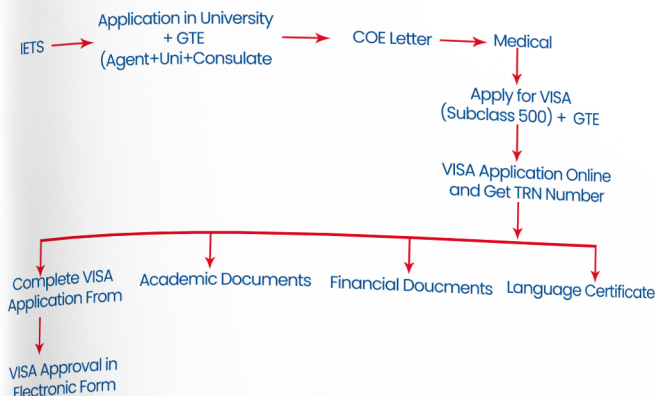 IETS
Application in University
+ GTE
(Agent+Uni+Consulate
COE Letter
Medical
Apply for VISA
(Subclass 500) + GTE
VISA Application Online
and Get TRN Number
Complete VISA
Application From
Academic Documents
Financial Doucments
Language Certificate
VISA Approval in
Electronic Form